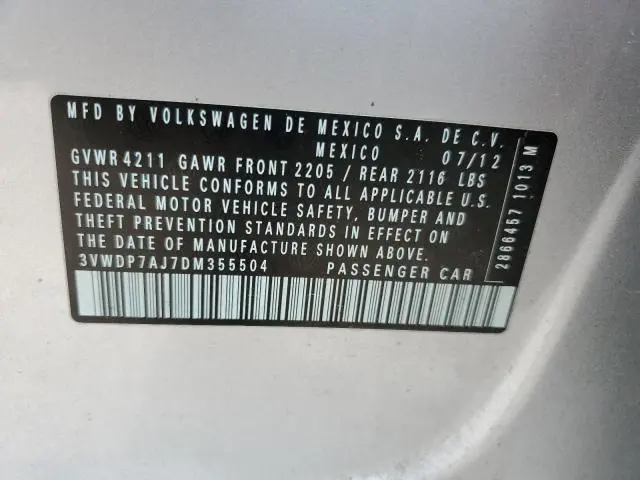 MFD BY VOLKSWAGEN DE MEXICO S.A. DE C.V.
MEXICO 07/12
GVWR 4211 GAWR FRONT 2205 / REAR 2116 LBS
THIS VEHICLE CONFORMS TO ALL APPLICABLE U.S.
FEDERAL MOTOR VEHICLE SAFETY, BUMPER AND
THEFT PREVENTION STANDARDS IN EFFECT ON
THE DATE OF MANUFACTURE SHOWN ABOVE.
3VWDP7AJ7DM355504 PASSENGER CAR
2866457 1013 M